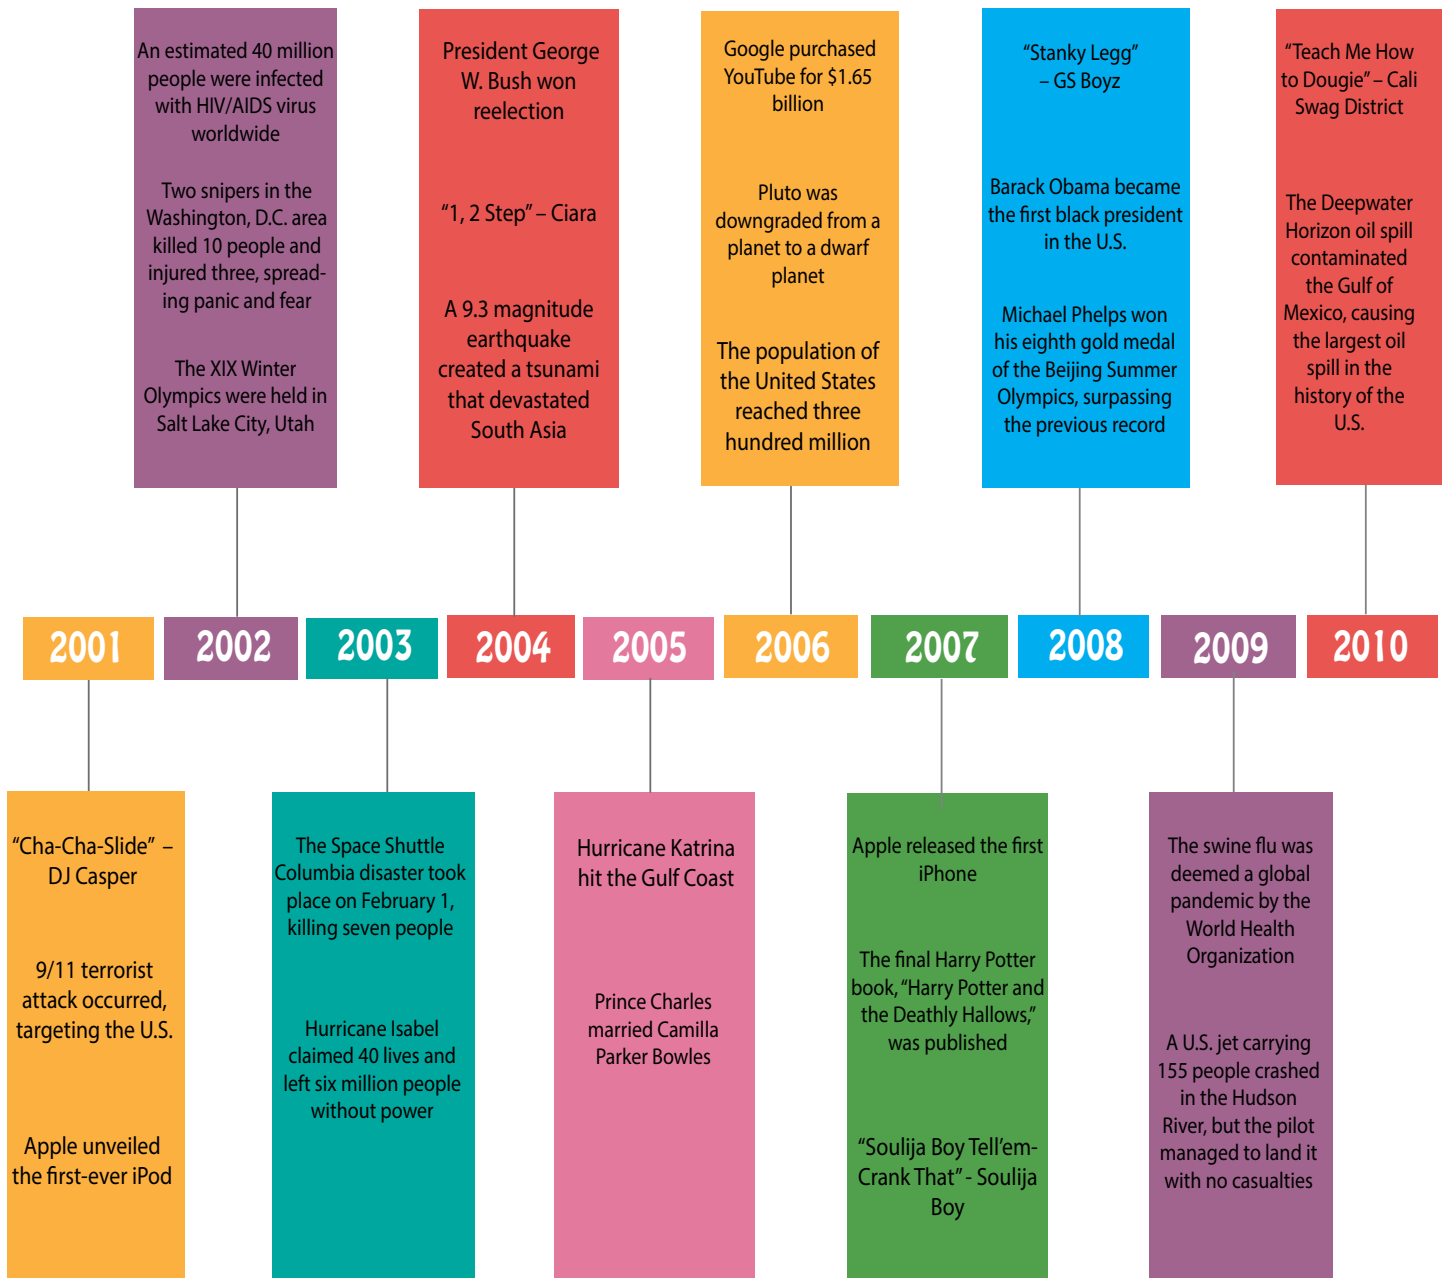 An estimated 40 million
people were infected
with HIV/AIDS virus
worldwide
Two snipers in the
Washington, D.C. area
killed 10 people and
injured three, spread-
ing panic and fear
The XIX Winter
Olympics were held in
Salt Lake City, Utah
President George
W. Bush won
reelection
“1, 2 Step” – Ciara
A 9.3 magnitude
earthquake
created a tsunami
that devastated
South Asia
Google purchased
YouTube for $1.65
billion
Pluto was
downgraded from a
planet to a dwarf
planet
The population of
the United States
reached three
hundred million
“Stanky Legg”
– GS Boyz
Barack Obama became
the first black president
in the U.S.
Michael Phelps won
his eighth gold medal
of the Beijing Summer
Olympics, surpassing
the previous record
“Teach Me How
to Dougie” – Cali
Swag District
The Deepwater
Horizon oil spill
contaminated
the Gulf of
Mexico, causing
the largest oil
spill in the
history of the
U.S.
2001
2002
2003
2004
2005
2006
2007
2008
2009
2010
“Cha-Cha-Slide” –
DJ Casper
9/11 terrorist
attack occurred,
targeting the U.S.
Apple unveiled
the first-ever iPod
The Space Shuttle
Columbia disaster took
place on February 1,
killing seven people
Hurricane Isabel
claimed 40 lives and
left six million people
without power
Hurricane Katrina
hit the Gulf Coast
Prince Charles
married Camilla
Parker Bowles
Apple released the first
iPhone
The final Harry Potter
book, “Harry Potter and
the Deathly Hallows,”
was published
“Soulija Boy Tell’em-
Crank That” - Soulija
Boy
The swine flu was
deemed a global
pandemic by the
World Health
Organization
A U.S. jet carrying
155 people crashed
in the Hudson
River, but the pilot
managed to land it
with no casualties